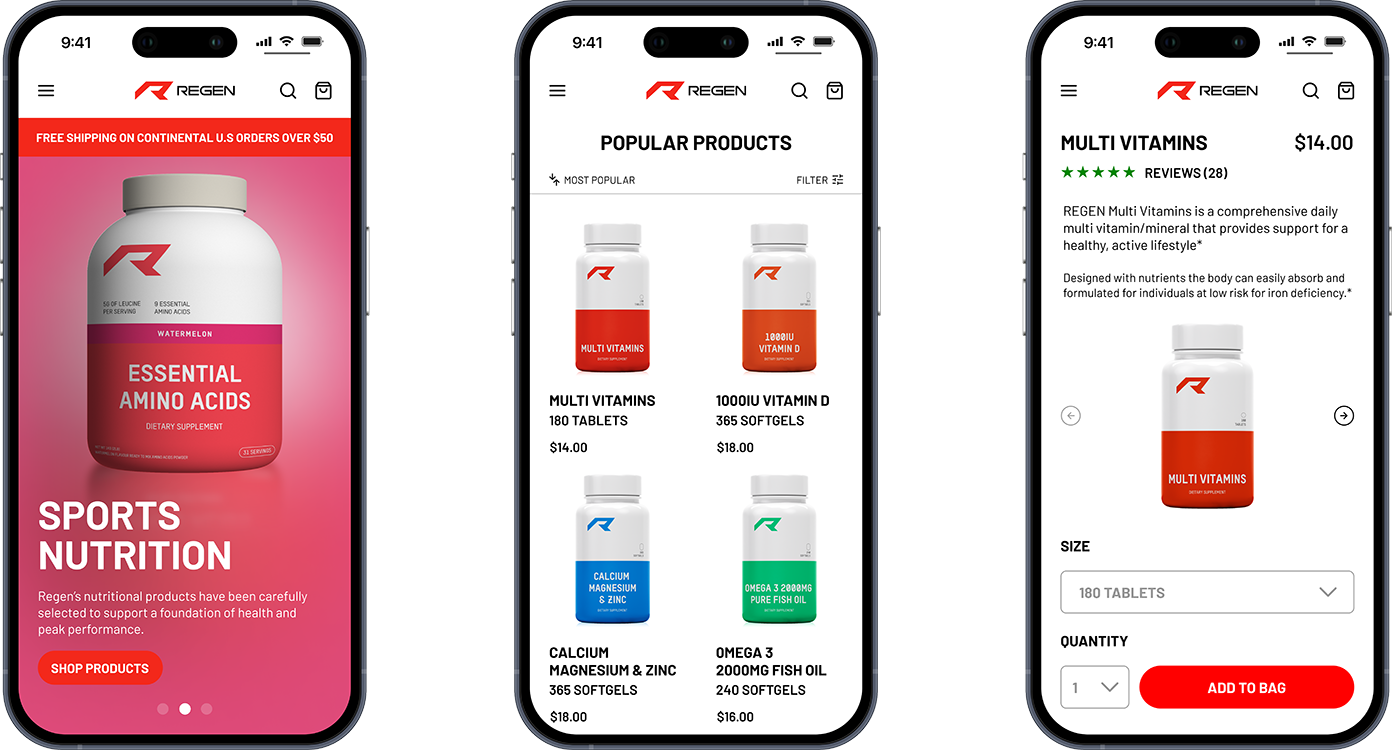 9:41
REGEN
FREE SHIPPING ON CONTINENTAL U.S ORDERS OVER $50
5G OF LEUCINE
PER SERVING
9 ESSENTIAL
AMINO ACIDS
WATERMELON
ESSENTIAL
AMINO ACIDS
DIETARY SUPPLEMENT
31 SERVINGS
SPORTS
NUTRITION
Regen's nutritional products have been carefully
selected to support a foundation of health and
peak performance.
SHOP PRODUCTS
9:41
REGEN
POPULAR PRODUCTS
MOST POPULAR
FILTER
MULTI VITAMINS
DIETARY SUPPLEMENT
1000IU
VITAMIN D
DIETARY SUPPLEMENT
MULTI VITAMINS
180 TABLETS
$14.00
1000IU VITAMIN D
365 SOFTGELS
$18.00
CALCIUM
MAGNESIUM
& ZINC
DIETARY SUPPLEMENT
OMEGA 3 2000MG
PURE FISH OIL
DIETARY SUPPLEMENT
CALCIUM
MAGNESIUM & ZINC
365 SOFTGELS
$18.00
OMEGA 3
2000MG FISH OIL
240 SOFTGELS
$16.00
9:41
REGEN
MULTI VITAMINS
$14.00
REVIEWS (28)
REGEN Multi Vitamins is a comprehensive daily
multi vitamin/mineral that provides support for a
healthy, active lifestyle*
Designed with nutrients the body can easily absorb and
formulated for individuals at low risk for iron deficiency.*
MULTI VITAMINS
DIETARY SUPPLEMENT
SIZE
180 TABLETS
QUANTITY
1
ADD TO BAG